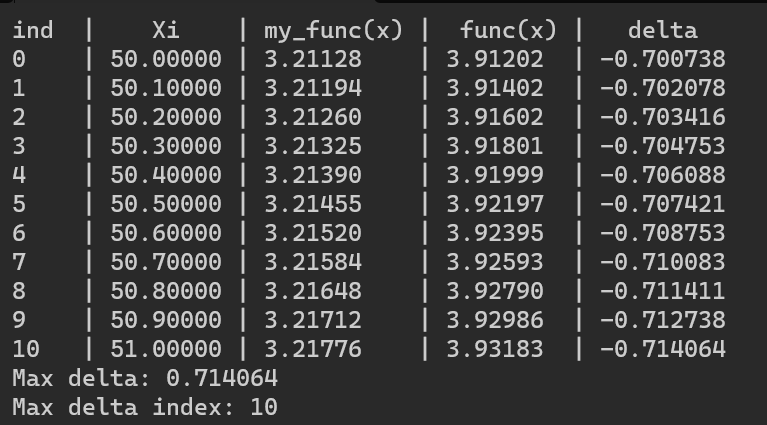 ind | Xi | my_func(x) | func(x) | delta
0 | 50.00000 | 3.21128 | 3.91202 | -0.700738
1 | 50.10000 | 3.21194 | 3.91402 | -0.702078
2 | 50.20000 | 3.21260 | 3.91602 | -0.703416
3 | 50.30000 | 3.21325 | 3.91801 | -0.704753
4 | 50.40000 | 3.21390 | 3.91999 | -0.706088
5 | 50.50000 | 3.21455 | 3.92197 | -0.707421
6 | 50.60000 | 3.21520 | 3.92395 | -0.708753
7 | 50.70000 | 3.21584 | 3.92593 | -0.710083
8 | 50.80000 | 3.21648 | 3.92790 | -0.711411
9 | 50.90000 | 3.21712 | 3.92986 | -0.712738
10 | 51.00000 | 3.21776 | 3.93183 | -0.714064
Max delta: 0.714064
Max delta index: 10